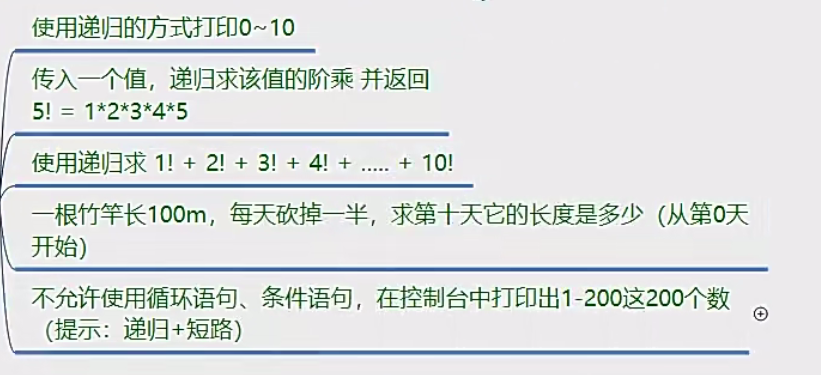 使用递归的方式打印0~10
传入一个值，递归求该值的阶乘 并返回
5! = 1*2*3*4*5
使用递归求 1! + 2! + 3! + 4! + ..... + 10!
一根竹竿长100m，每天砍掉一半，求第十天它的长度是多少（从第0天
开始）
不允许使用循环语句、条件语句，在控制台中打印出1-200这200个数
（提示：递归+短路）